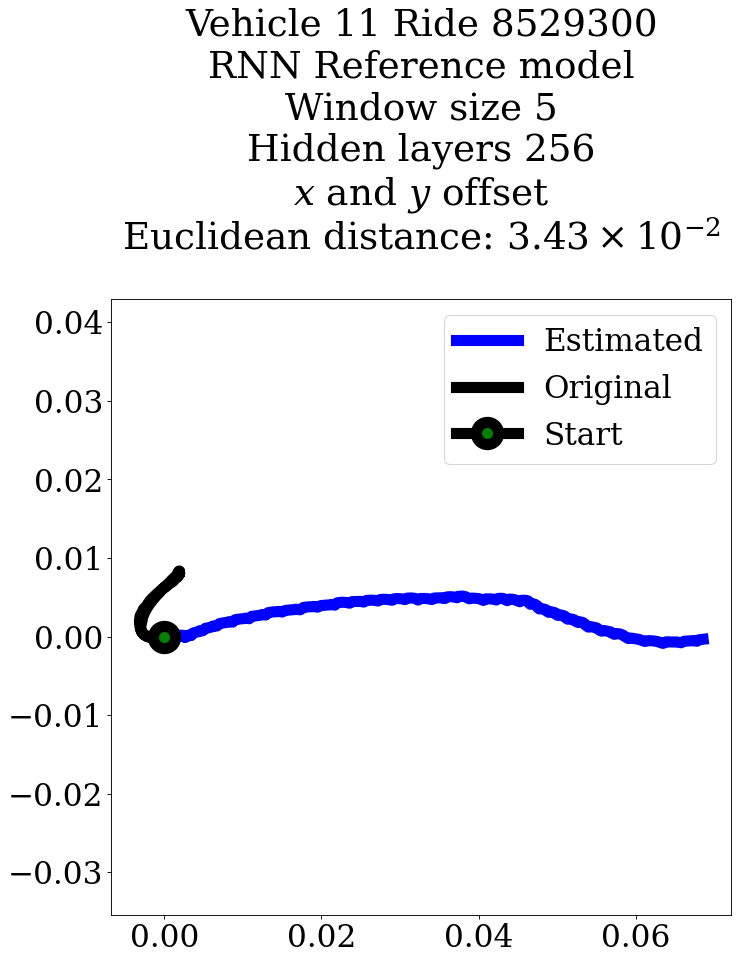 Vehicle 11 Ride 8529300
RNN Reference model
Window size 5
Hidden layers 256
x and y offset
Euclidean distance: 3.43 × 10⁻²
Estimated
Original
Start
0.04
0.03
0.02
0.01
0.00
−0.01
−0.02
−0.03
0.00 0.02 0.04 0.06